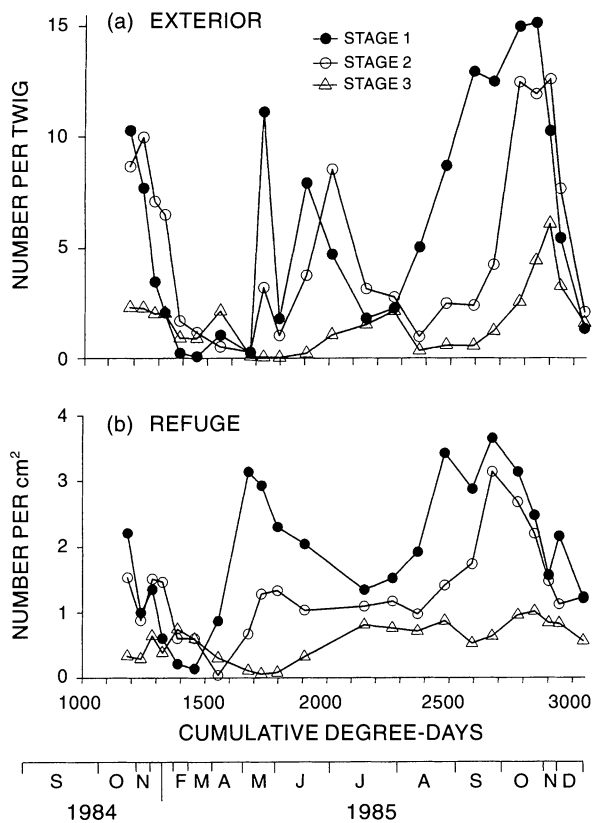 (a) EXTERIOR
STAGE 1
STAGE 2
STAGE 3
NUMBER PER TWIG
15
10
5
0
(b) REFUGE
NUMBER PER cm²
4
3
2
1
0
1000 1500 2000 2500 3000
CUMULATIVE DEGREE-DAYS
S O N F M A M J J A S O N D
1984 1985